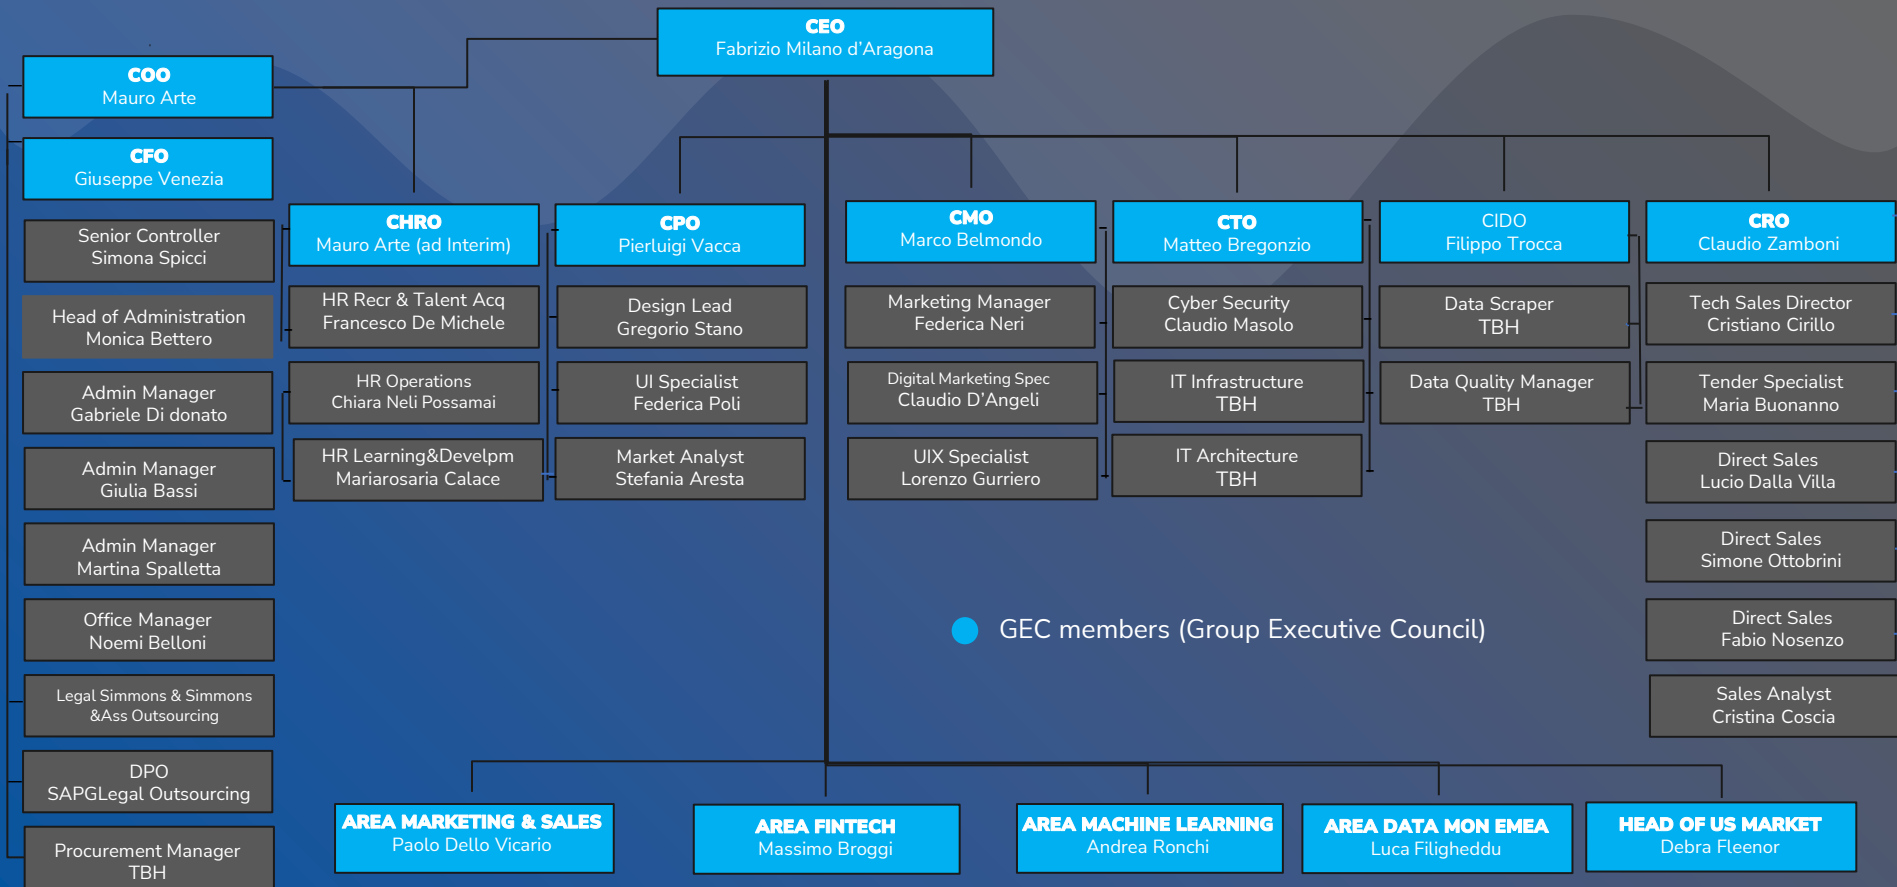 CEO
Fabrizio Milano d’Aragona
COO
Mauro Arte
CFO
Giuseppe Venezia
Senior Controller
Simona Spicci
Head of Administration
Monica Bettero
Admin Manager
Gabriele Di donato
Admin Manager
Giulia Bassi
Admin Manager
Martina Spalletta
Office Manager
Noemi Belloni
Legal Simmons & Simmons
&Ass Outsourcing
DPO
SAPGLegal Outsourcing
Procurement Manager
TBH
CHRO
Mauro Arte (ad Interim)
HR Recr & Talent Acq
Francesco De Michele
HR Operations
Chiara Neli Possamai
HR Learning&Develpm
Mariarosaria Calace
CPO
Pierluigi Vacca
Design Lead
Gregorio Stano
UI Specialist
Federica Poli
Market Analyst
Stefania Aresta
CMO
Marco Belmondo
Marketing Manager
Federica Neri
Digital Marketing Spec
Claudio D’Angeli
UIX Specialist
Lorenzo Gurriero
CTO
Matteo Bregonzio
Cyber Security
Claudio Masolo
IT Infrastructure
TBH
IT Architecture
TBH
CIDO
Filippo Trocca
Data Scraper
TBH
Data Quality Manager
TBH
CRO
Claudio Zamboni
Tech Sales Director
Cristiano Cirillo
Tender Specialist
Maria Buonanno
Direct Sales
Lucio Dalla Villa
Direct Sales
Simone Ottobrini
Direct Sales
Fabio Nosenzo
Sales Analyst
Cristina Coscia
GEC members (Group Executive Council)
AREA MARKETING & SALES
Paolo Dello Vicario
AREA FINTECH
Massimo Broggi
AREA MACHINE LEARNING
Andrea Ronchi
AREA DATA MON EMEA
Luca Filigheddu
HEAD OF US MARKET
Debra Fleenor